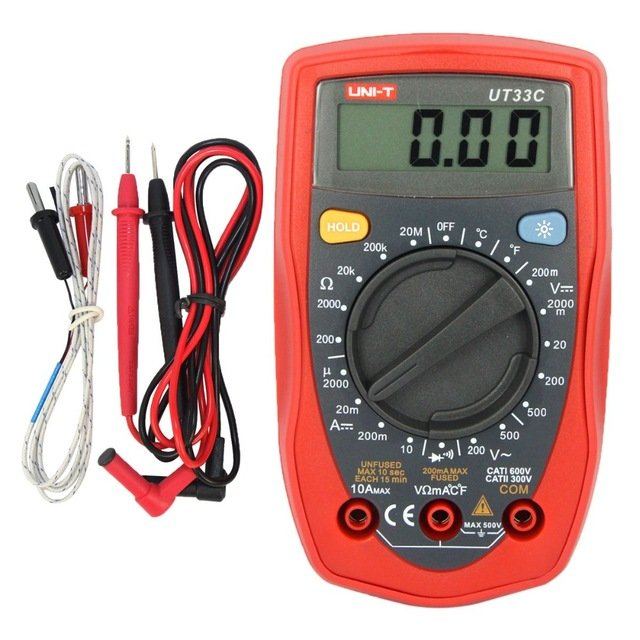 UNI-T
UT33C
0.00
HOLD
20M OFF °C
200k °F
20k 200m
Ω V⎓
2000 2000
m
200 20
μ
2000 200
20m 500
A⎓ 200m 10 200 500 V~
UNFUSED
MAX 10 sec
EACH 15 min
10AMAX
200mA MAX
FUSED
VΩmA°C°F
CATI 600V
CATII 300V
COM
CE
MAX 500V